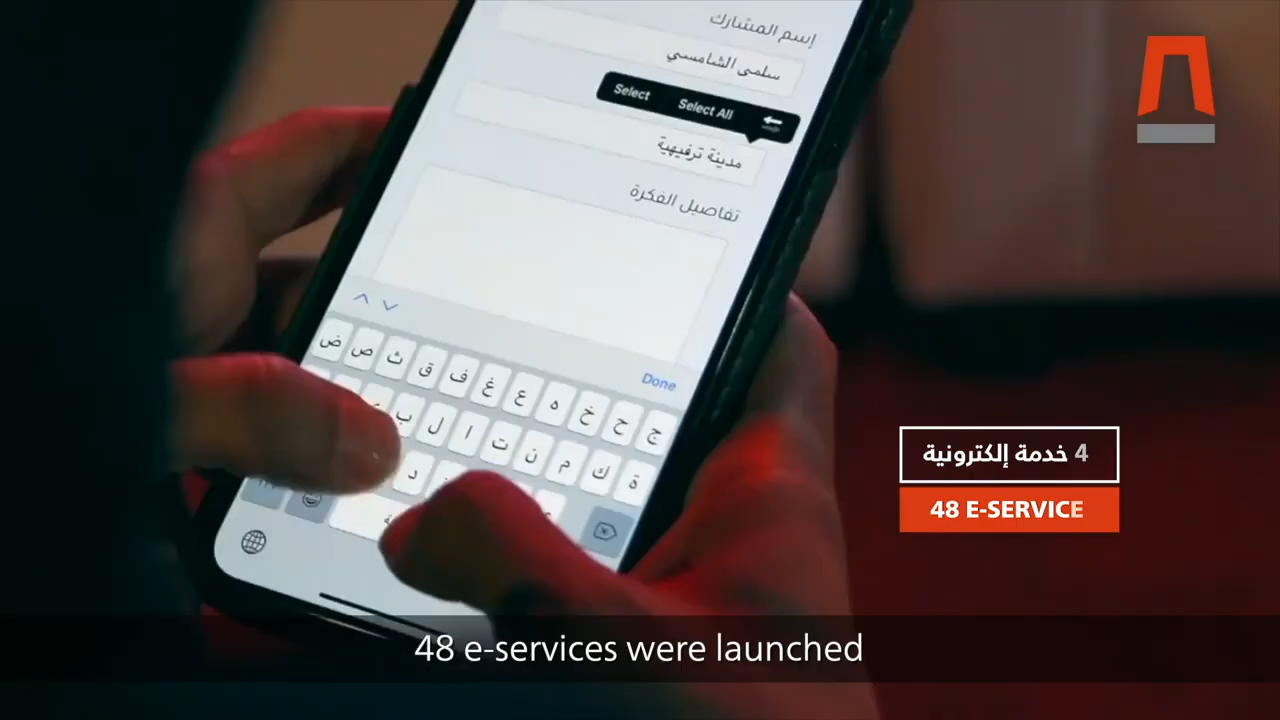 إسم المشارك
سلمى الشامسي
Select Select All
مدينة ترفيهية
تفاصيل الفكرة
Done
ض ص ث ق ف غ ع ه خ ح ج
ب ل ا ت ن م ك ة
د
4 خدمة إلكترونية
48 E-SERVICE
48 e-services were launched